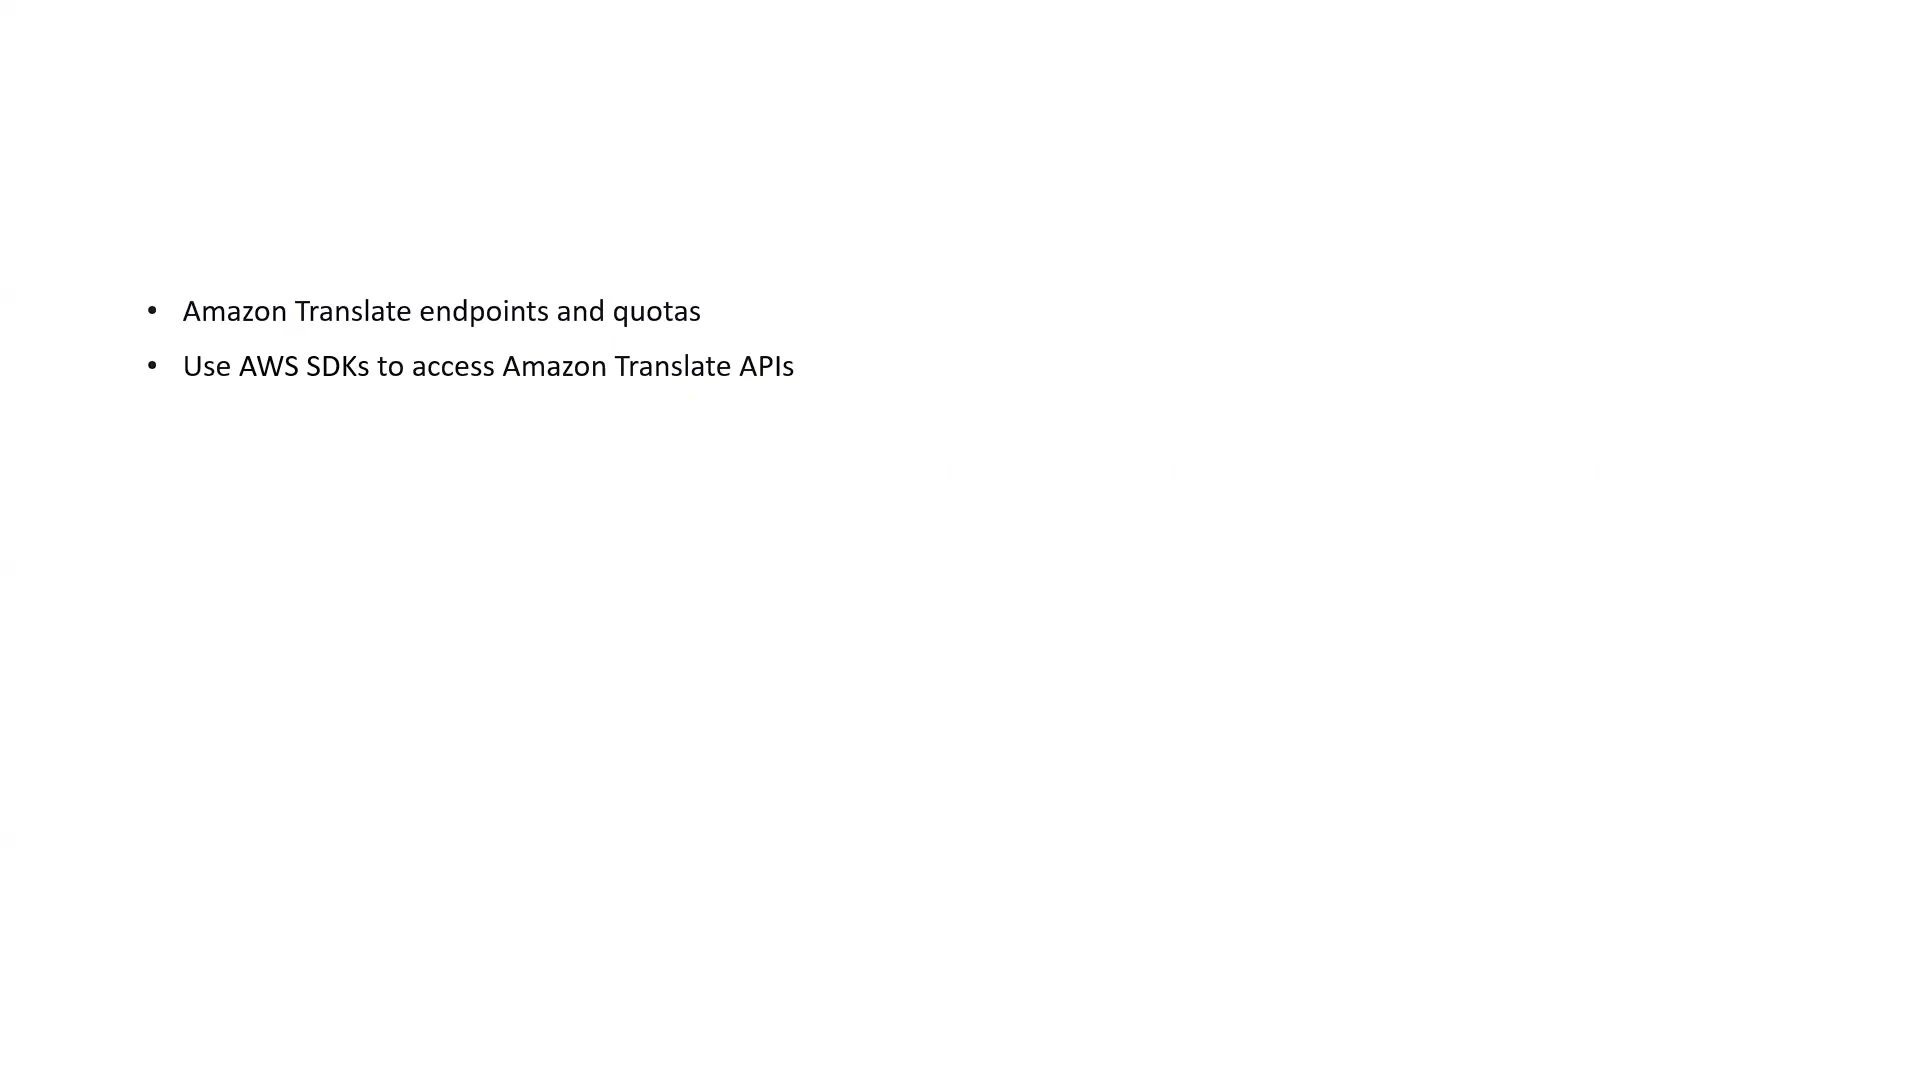 • Amazon Translate endpoints and quotas
• Use AWS SDKs to access Amazon Translate APIs